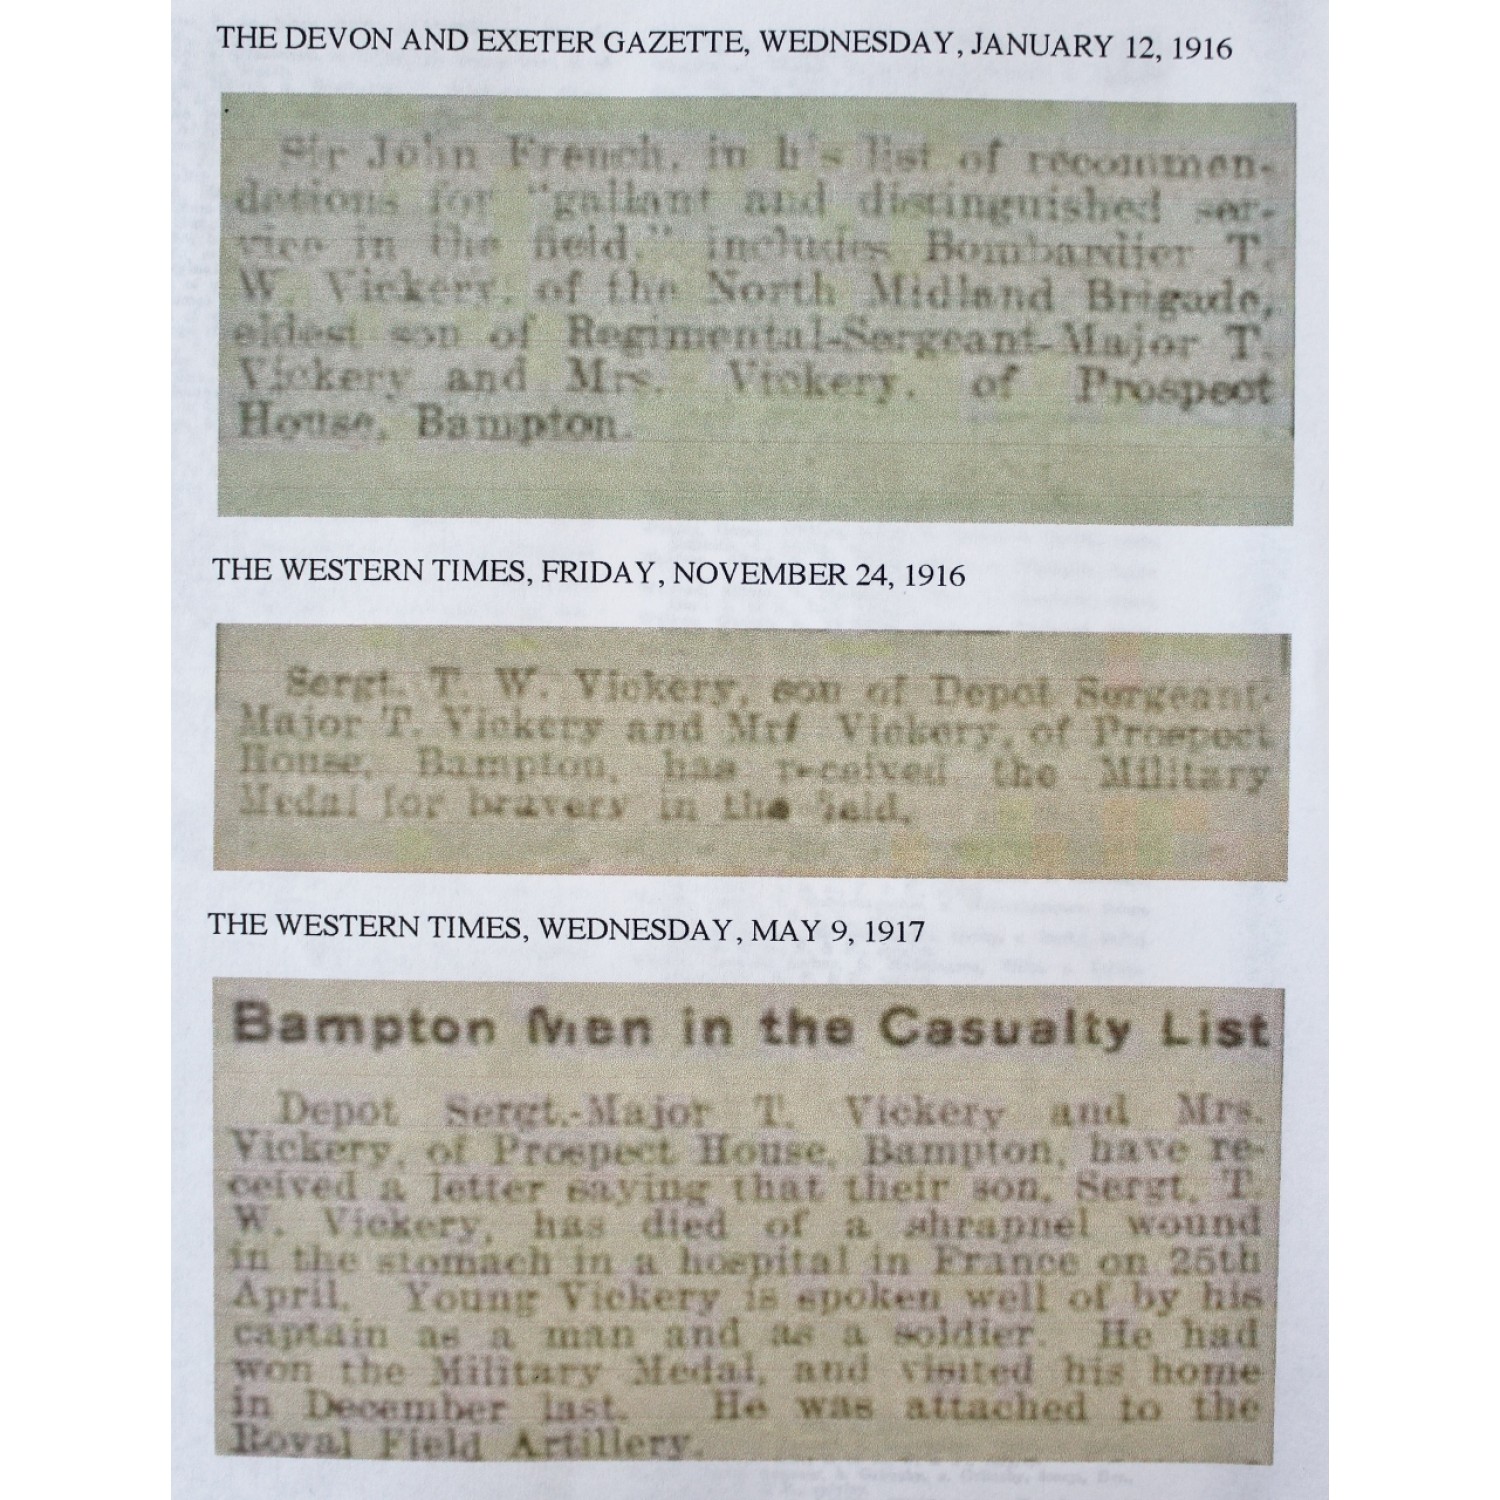 THE DEVON AND EXETER GAZETTE, WEDNESDAY, JANUARY 12, 1916
Sir John French, in h's list of recommen-
dations for "gallant and distinguished ser-
vice in the field," includes Bombardier T.
W. Vickery, of the North Midland Brigade,
eldest son of Regimental-Sergeant-Major T.
Vickery and Mrs. Vickery, of Prospect
House, Bampton.
THE WESTERN TIMES, FRIDAY, NOVEMBER 24, 1916
Sergt. T. W. Vickery, son of Depot Sergeant-
Major T. Vickery and Mrs Vickery, of Prospect
House, Bampton, has received the Military
Medal for bravery in the field.
THE WESTERN TIMES, WEDNESDAY, MAY 9, 1917
Bampton Men in the Casualty List
Depot Sergt.-Major T. Vickery and Mrs.
Vickery, of Prospect House, Bampton, have re-
ceived a letter saying that their son, Sergt. T.
W. Vickery, has died of a shrapnel wound
in the stomach in a hospital in France on 25th
April. Young Vickery is spoken well of by his
captain as a man and as a soldier. He had
won the Military Medal, and visited his home
in December last. He was attached to the
Royal Field Artillery.